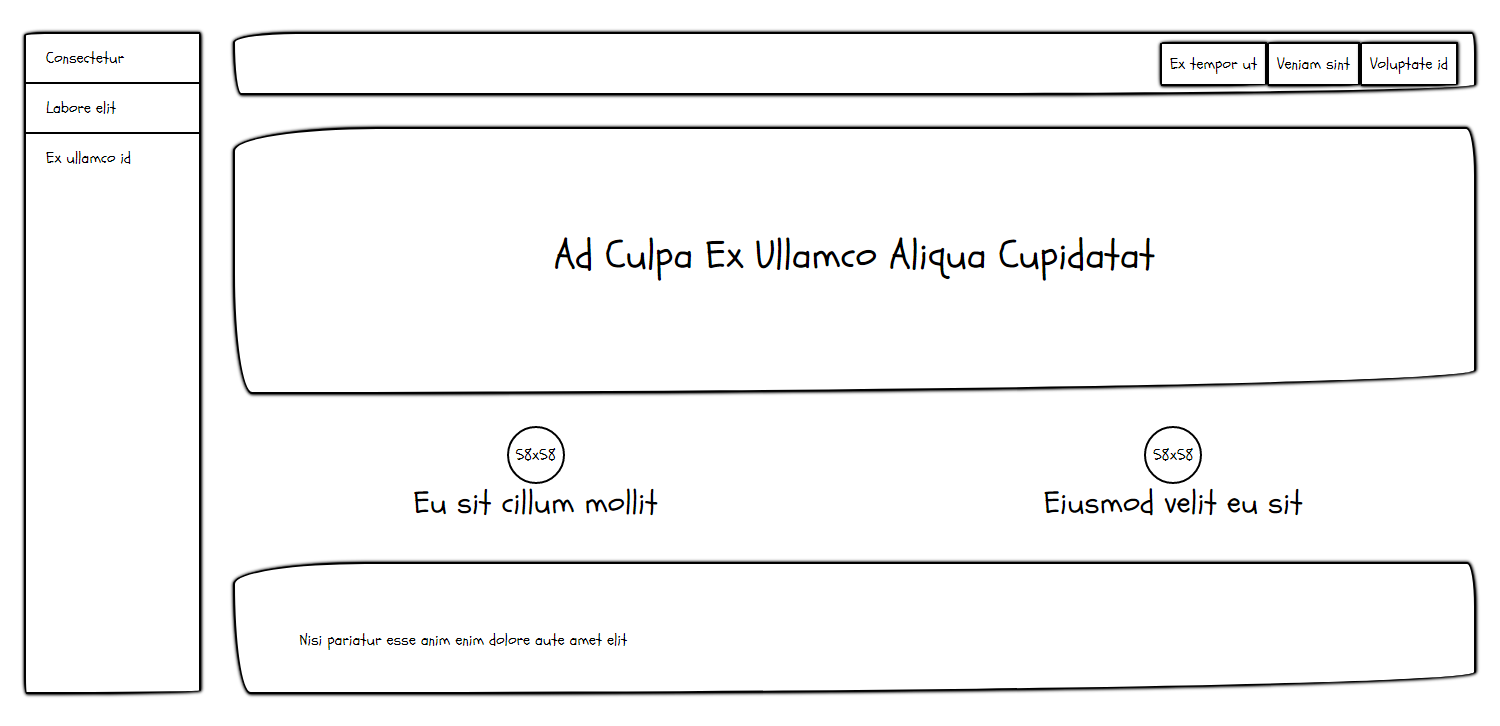 Consectetur
Labore elit
Ex ullamco id
Ex tempor ut
Veniam sint
Voluptate id
Ad Culpa Ex Ullamco Aliqua Cupidatat
58x58
Eu sit cillum mollit
58x58
Eiusmod velit eu sit
Nisi pariatur esse anim enim dolore aute amet elit